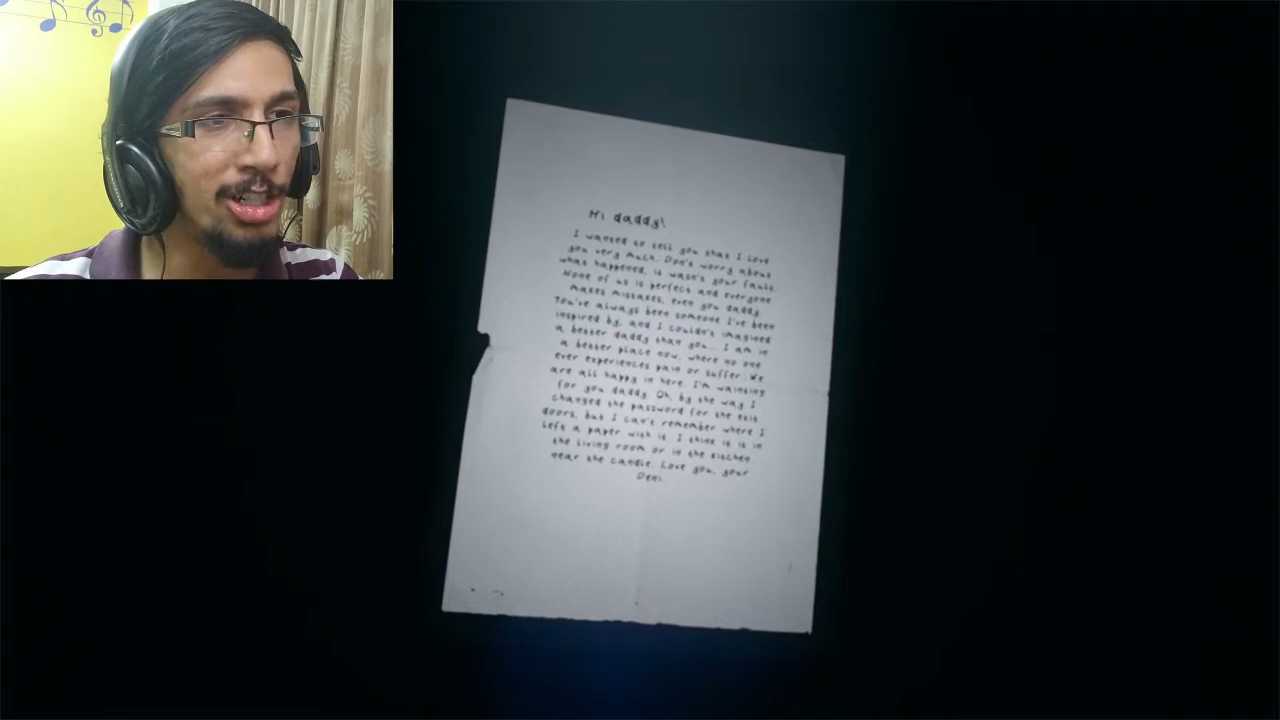 Hi daddy!
I wanted to tell you that I love
you very much. Don't worry about
what happened, it wasn't your fault.
None of us is perfect and everyone
makes mistakes, even you daddy.
You've always been someone I've been
inspired by, and I couldn't imagined
a better daddy than you... I am in
a better place now, where no one
ever experiences pain or suffer. We
are all happy in here. I'm wainting
for you daddy. Oh, by the way I
changed the password for the exit
doors, but I can't remember where I
left a paper with it. I think it is in
the living room or in the kitchen
near the candle. Love you, your
Deni.